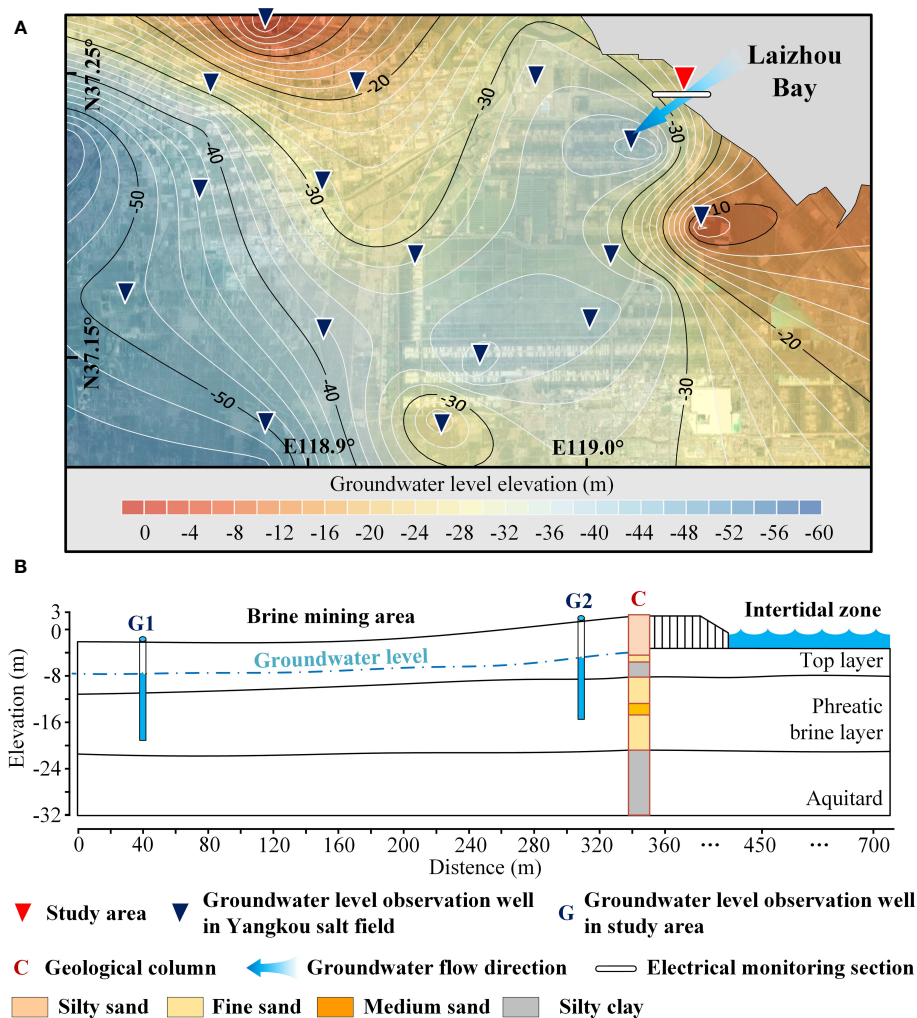 A
Laizhou
Bay
N37.25°
N37.15°
-20
-30
-30
-40
-30
-50
10
-20
-40
-50
-30
-30
E118.9°
E119.0°
Groundwater level elevation (m)
0 -4 -8 -12 -16 -20 -24 -28 -32 -36 -40 -44 -48 -52 -56 -60
B
G1
Brine mining area
G2
C
Intertidal zone
Groundwater level
Top layer
Phreatic
brine layer
Aquitard
Elevation (m)
3
0
-8
-16
-24
-32
0 40 80 120 160 200 240 280 320 360 ... 450 ... 700
Distence (m)
Study area
Groundwater level observation well
in Yangkou salt field
G Groundwater level observation well
in study area
C Geological column
Groundwater flow direction
Electrical monitoring section
Silty sand Fine sand Medium sand Silty clay